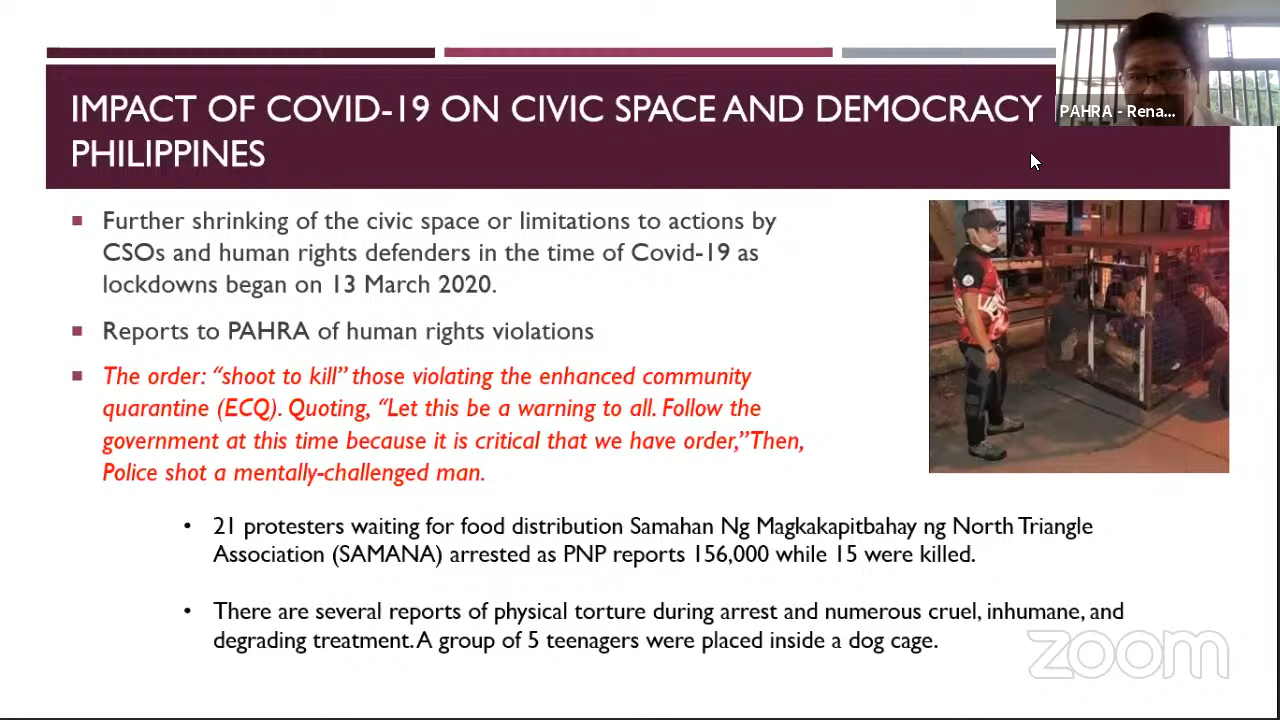 IMPACT OF COVID-19 ON CIVIC SPACE AND DEMOCRACY
PHILIPPINES
PAHRA - Rena...
Further shrinking of the civic space or limitations to actions by
CSOs and human rights defenders in the time of Covid-19 as
lockdowns began on 13 March 2020.
Reports to PAHRA of human rights violations
The order: “shoot to kill” those violating the enhanced community
quarantine (ECQ). Quoting, “Let this be a warning to all. Follow the
government at this time because it is critical that we have order,” Then,
Police shot a mentally-challenged man.
21 protesters waiting for food distribution Samahan Ng Magkakapitbahay ng North Triangle
Association (SAMANA) arrested as PNP reports 156,000 while 15 were killed.
There are several reports of physical torture during arrest and numerous cruel, inhumane, and
degrading treatment. A group of 5 teenagers were placed inside a dog cage.
zoom